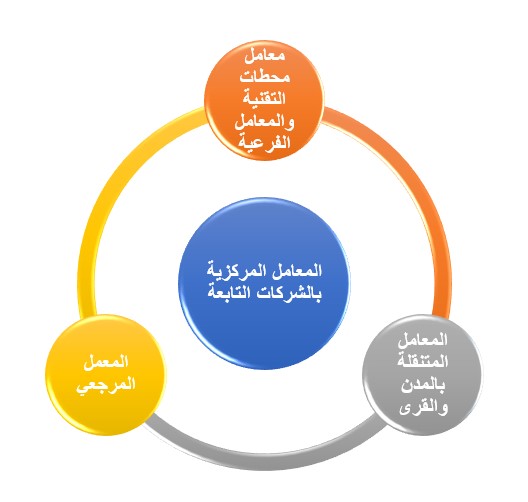 معامل
محطات
التقنية
والمعامل
الفرعية
المعامل المركزية
بالشركات التابعة
المعامل
المتنقلة
بالمدن
والقرى
المعمل
المرجعي